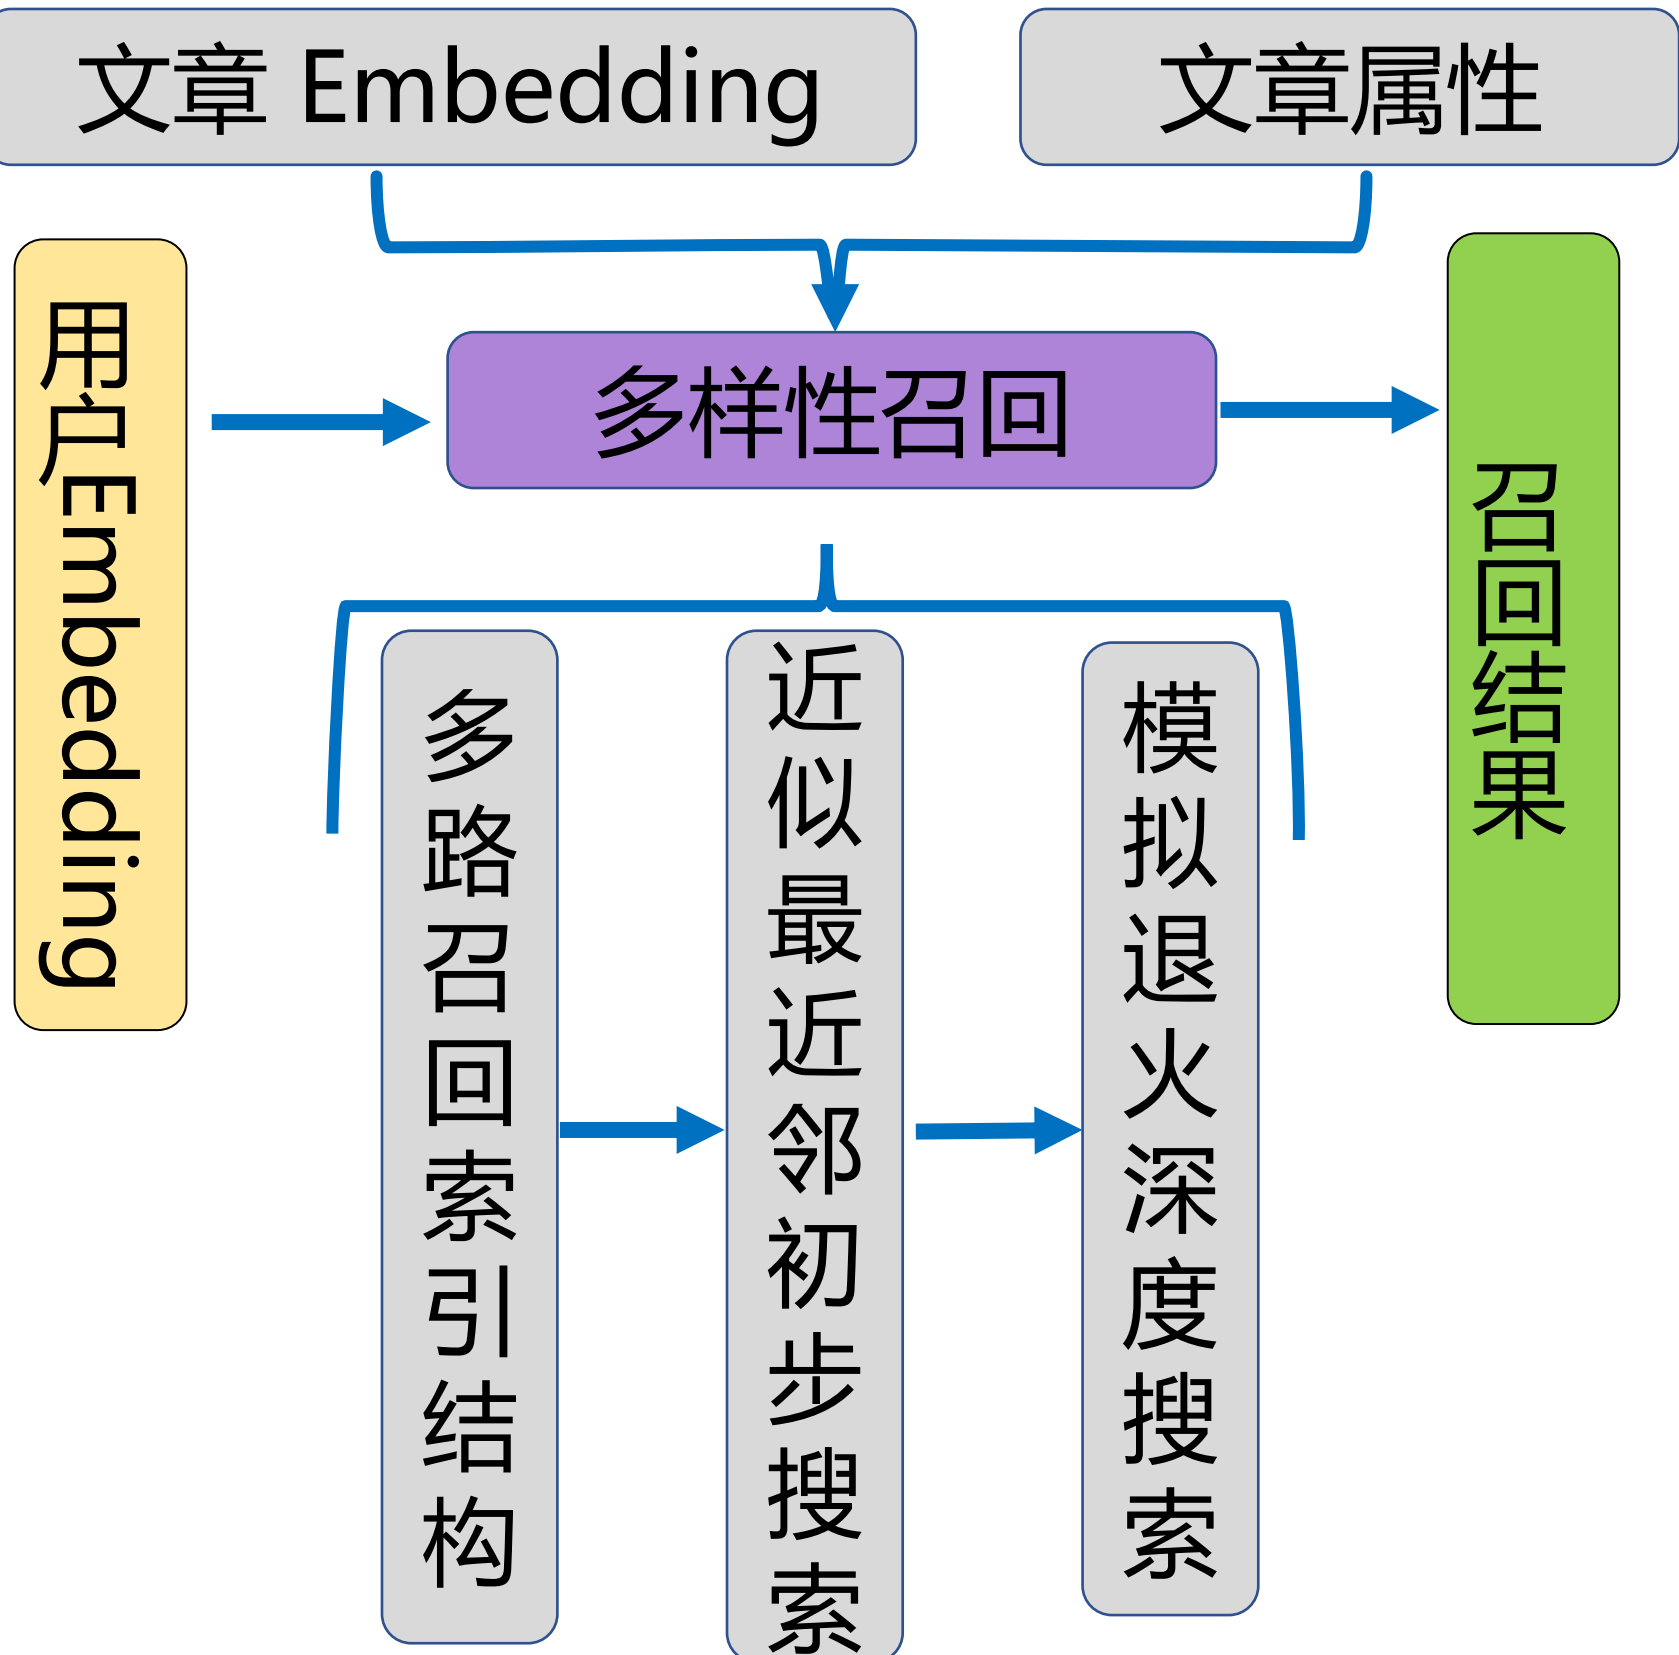 文章 Embedding
文章属性
用户Embedding
多样性召回
召回结果
多路召回索引结构
近似最近邻初步搜索
模拟退火深度搜索